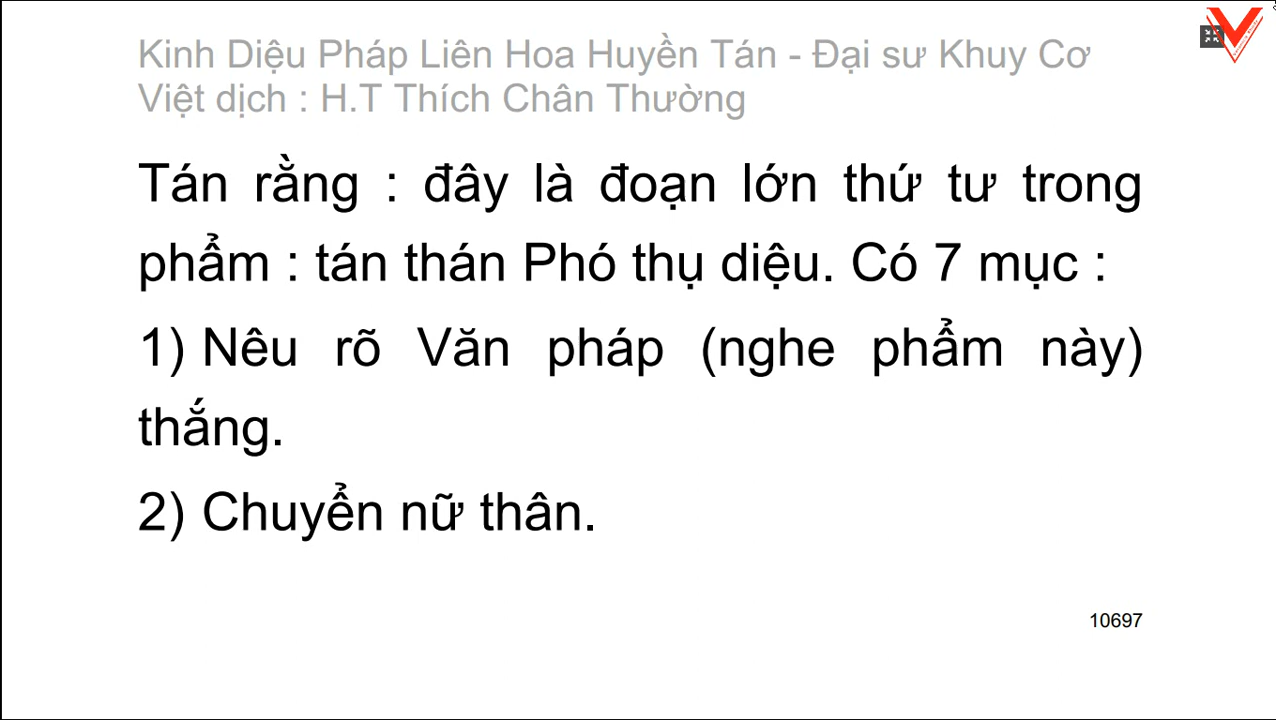 Kinh Diệu Pháp Liên Hoa Huyền Tán - Đại sư Khuy Cơ
Việt dịch : H.T Thích Chân Thường
Tán rằng : đây là đoạn lớn thứ tư trong
phẩm : tán thán Phó thụ diệu. Có 7 mục :
1) Nêu rõ Văn pháp (nghe phẩm này)
thắng.
2) Chuyển nữ thân.
10697